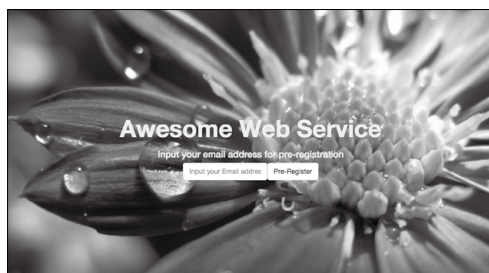 Awesome Web Service
Input your email address for pre-registration
Input your Email addres Pre-Register